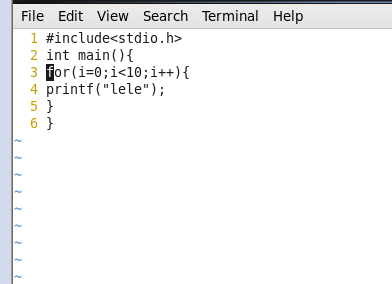 File Edit View Search Terminal Help
1 #include<stdio.h>
2 int main(){
3 for(i=0;i<10;i++){
4 printf("lele");
5 }
6 }
~
~
~
~
~
~
~
~
~